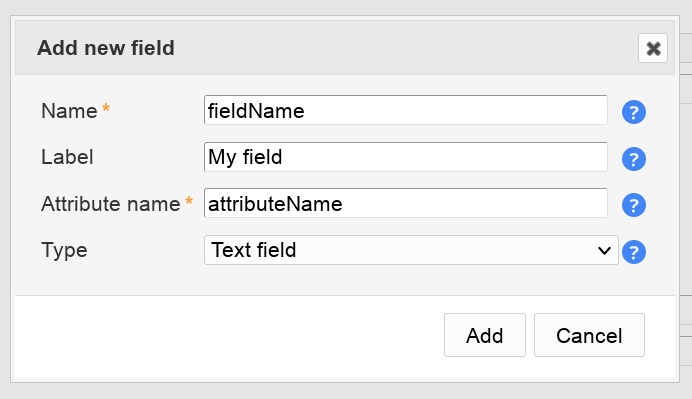 Add new field
Name * fieldName ?
Label My field ?
Attribute name * attributeName ?
Type Text field ?
Add Cancel